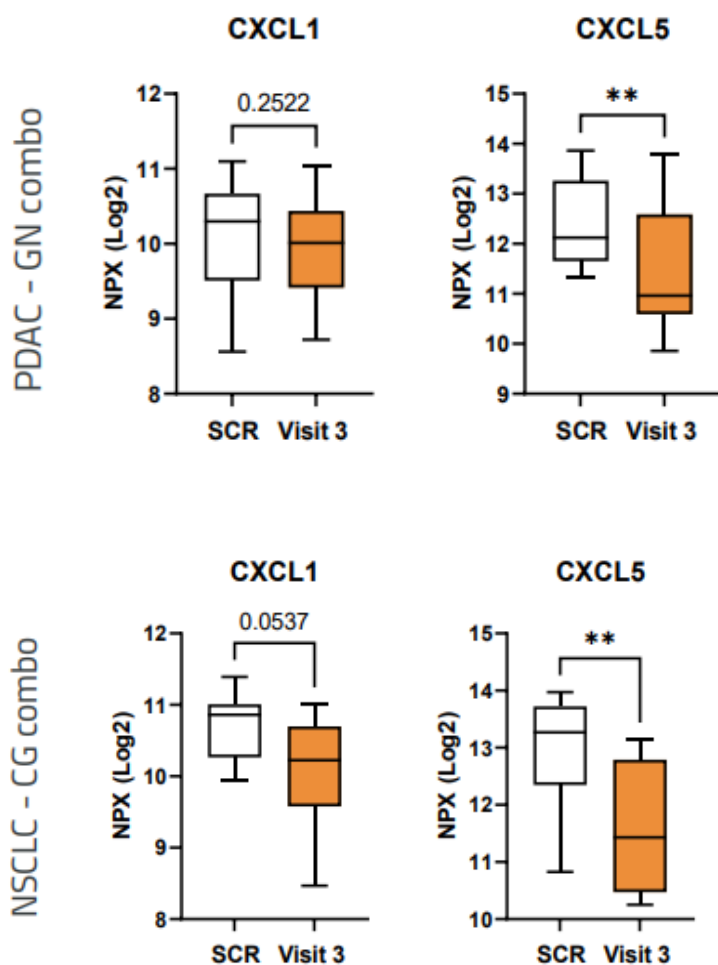 PDAC - GN combo
CXCL1
NPX (Log2)
12
11
10
9
8
0.2522
SCR Visit 3
CXCL5
NPX (Log2)
15
14
13
12
11
10
9
**
SCR Visit 3
NSCLC - CG combo
CXCL1
NPX (Log2)
12
11
10
9
8
0.0537
SCR Visit 3
CXCL5
NPX (Log2)
15
14
13
12
11
10
**
SCR Visit 3